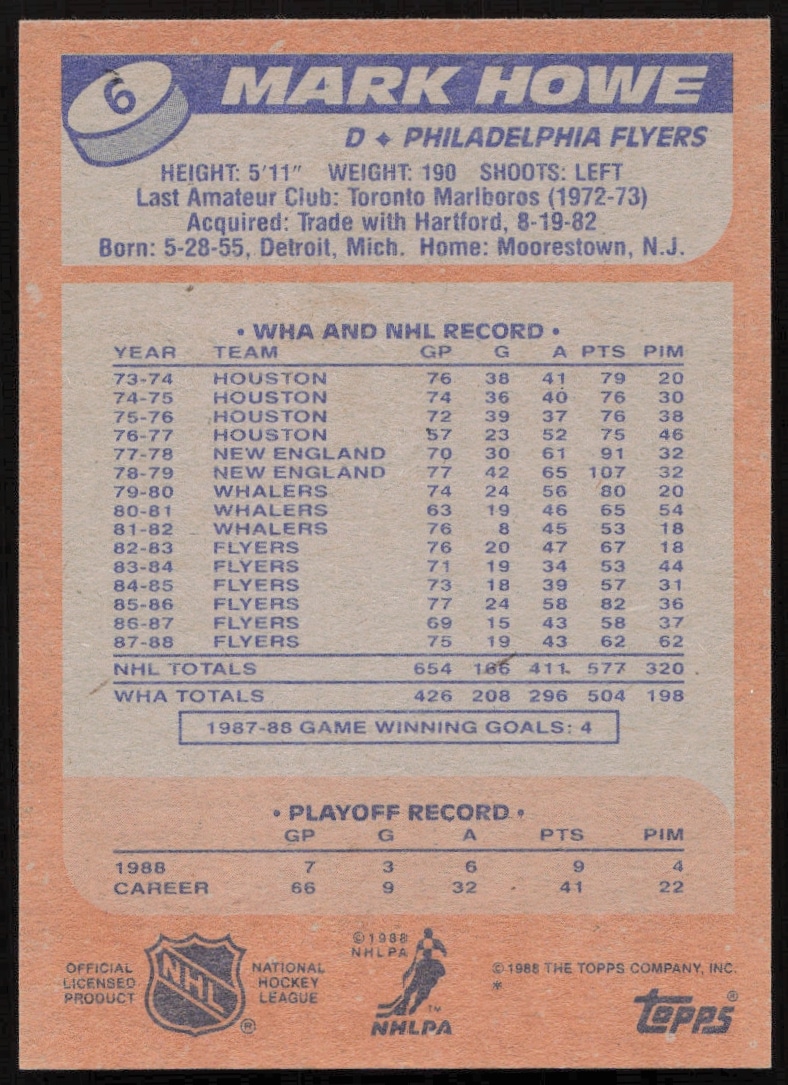 6
MARK HOWE
D ✦ PHILADELPHIA FLYERS
HEIGHT: 5'11" WEIGHT: 190 SHOOTS: LEFT
Last Amateur Club: Toronto Marlboros (1972-73)
Acquired: Trade with Hartford, 8-19-82
Born: 5-28-55, Detroit, Mich. Home: Moorestown, N.J.
• WHA AND NHL RECORD •
YEAR TEAM GP G A PTS PIM
73-74 HOUSTON 76 38 41 79 20
74-75 HOUSTON 74 36 40 76 30
75-76 HOUSTON 72 39 37 76 38
76-77 HOUSTON 57 23 52 75 46
77-78 NEW ENGLAND 70 30 61 91 32
78-79 NEW ENGLAND 77 42 65 107 32
79-80 WHALERS 74 24 56 80 20
80-81 WHALERS 63 19 46 65 54
81-82 WHALERS 76 8 45 53 18
82-83 FLYERS 76 20 47 67 18
83-84 FLYERS 71 19 34 53 44
84-85 FLYERS 73 18 39 57 31
85-86 FLYERS 77 24 58 82 36
86-87 FLYERS 69 15 43 58 37
87-88 FLYERS 75 19 43 62 62
NHL TOTALS 654 166 411 577 320
WHA TOTALS 426 208 296 504 198
1987-88 GAME WINNING GOALS: 4
• PLAYOFF RECORD •
GP G A PTS PIM
1988 7 3 6 9 4
CAREER 66 9 32 41 22
OFFICIAL LICENSED PRODUCT
NHL ®
NATIONAL HOCKEY LEAGUE
©1988 NHLPA
™
NHLPA
© 1988 THE TOPPS COMPANY, INC.
*
topps®